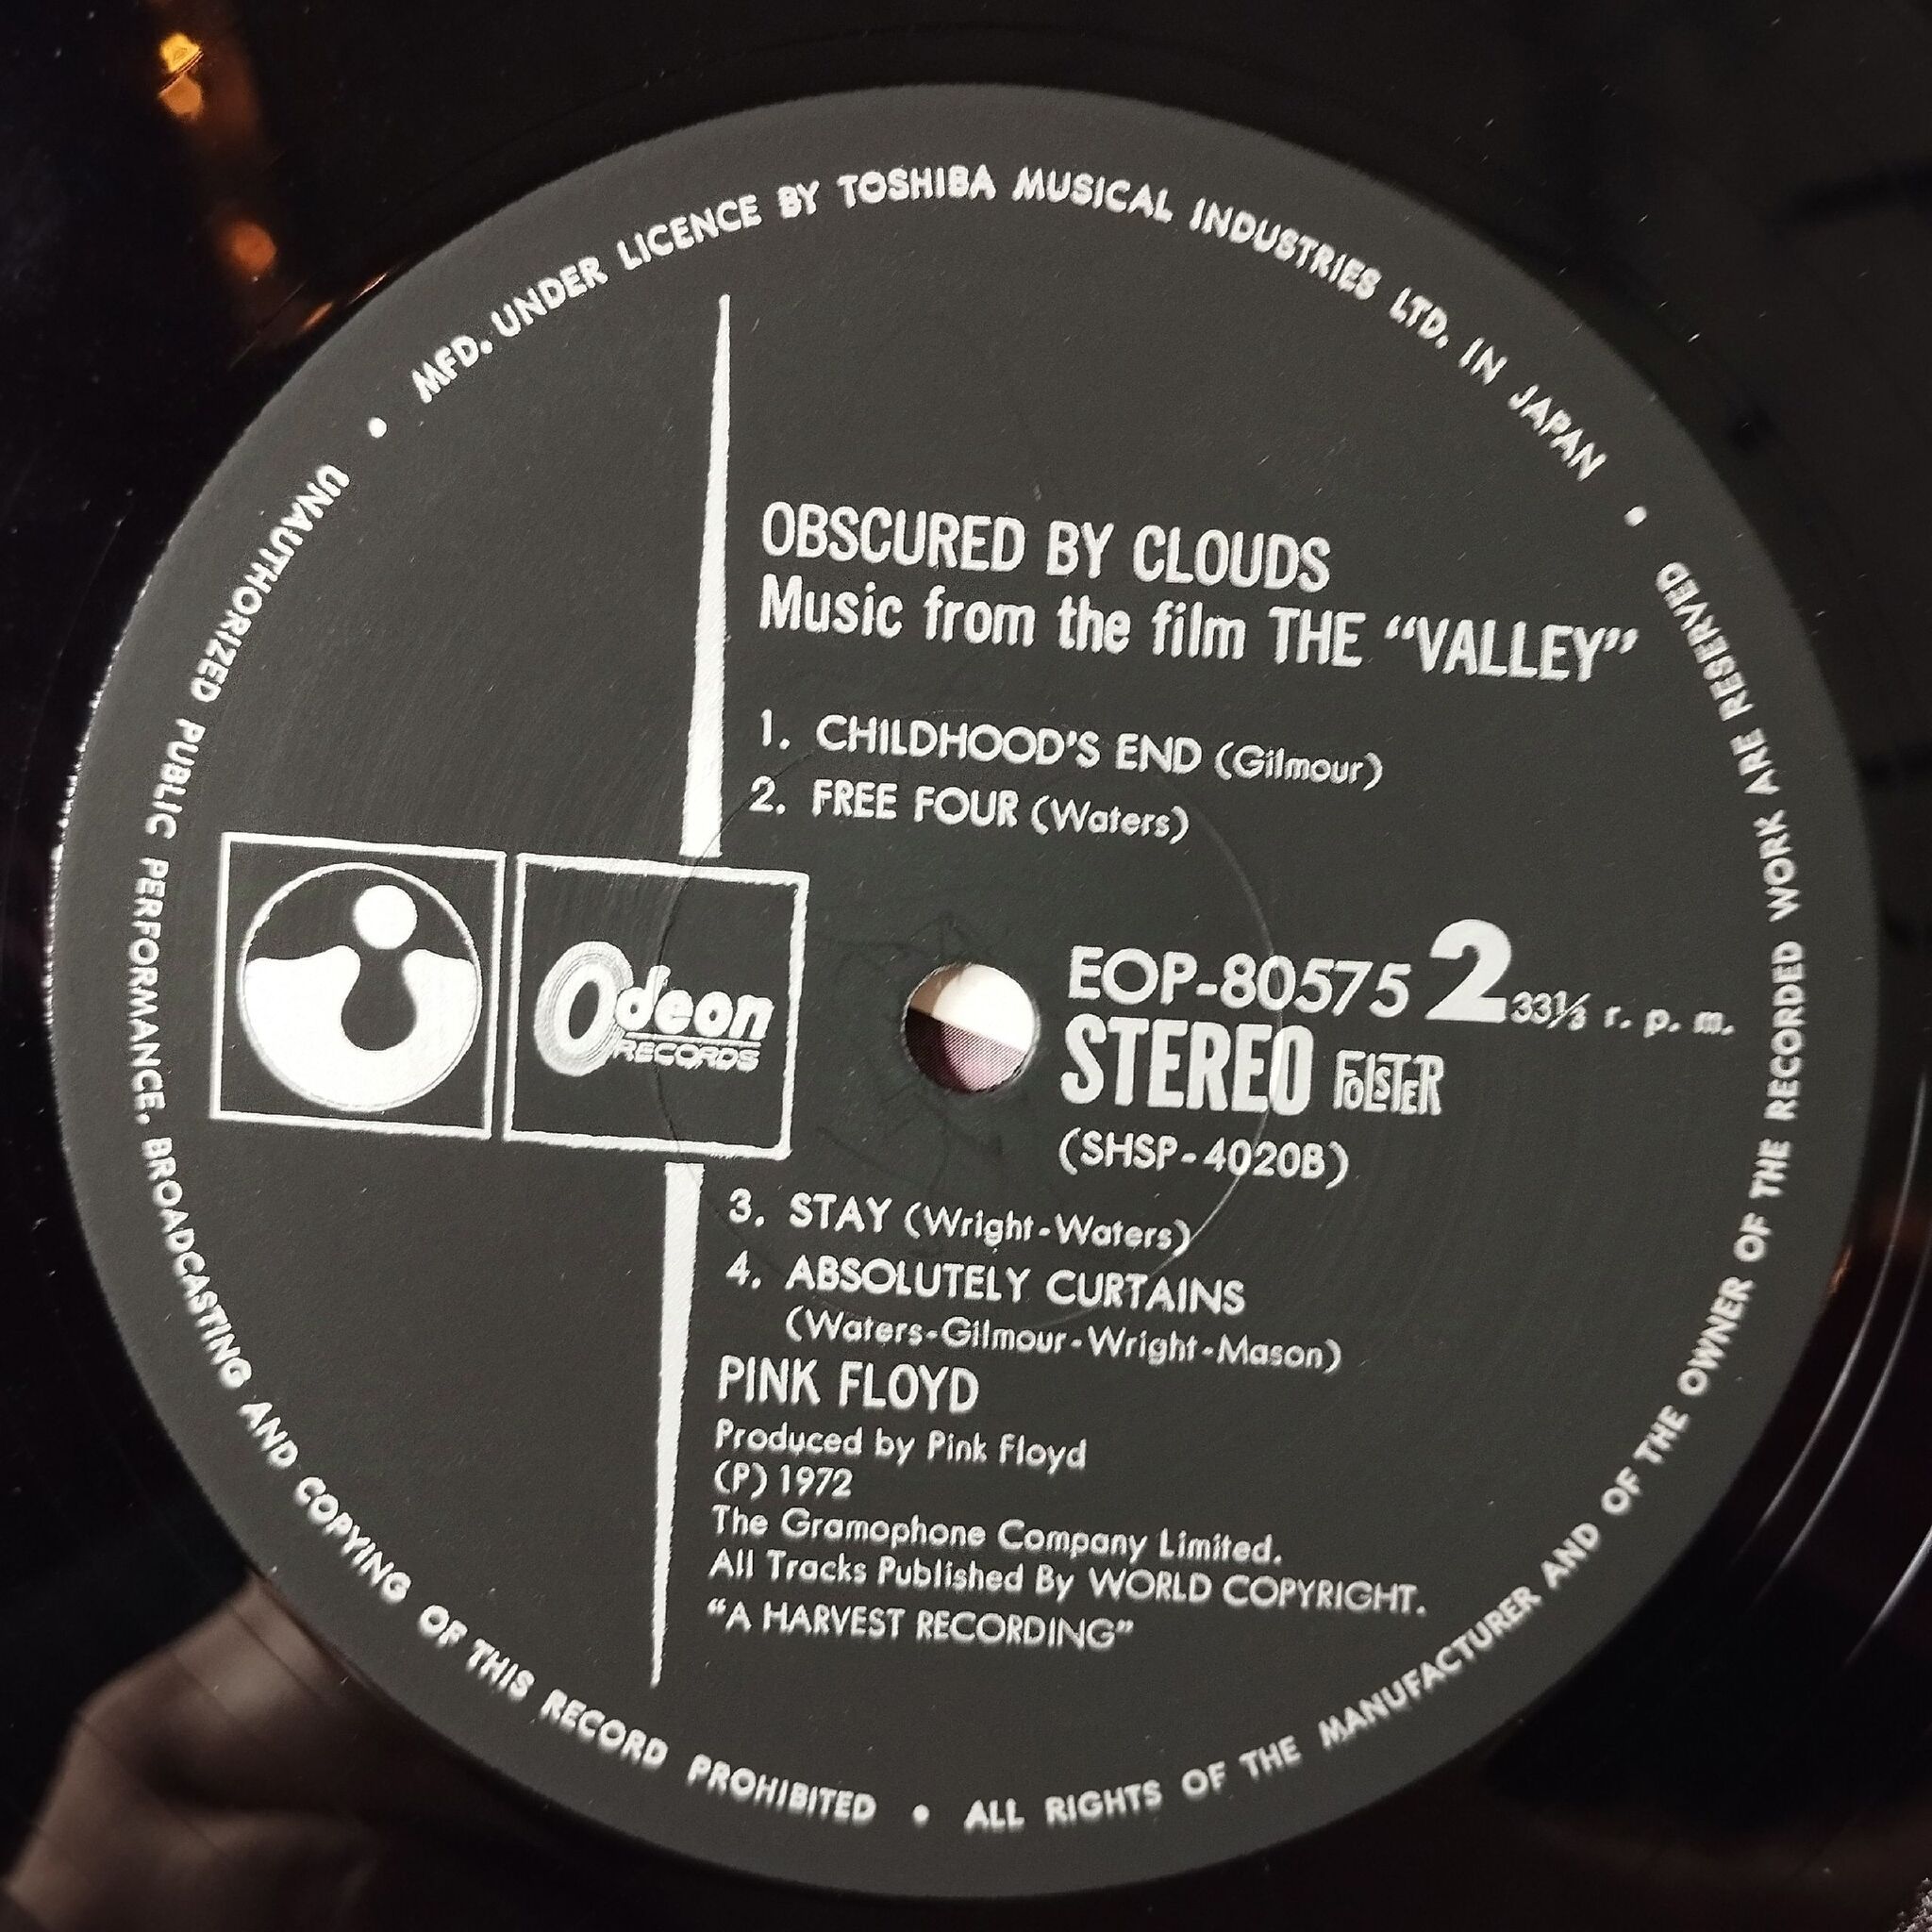 MFD. UNDER LICENCE BY TOSHIBA MUSICAL INDUSTRIES LTD. IN JAPAN •
OBSCURED BY CLOUDS
Music from the film THE “VALLEY”
1. CHILDHOOD'S END (Gilmour)
2. FREE FOUR (Waters)
Odeon
RECORDS
EOP-80575 2 33⅓ r. p. m.
STEREO FOLSTER
(SHSP-4020B)
3. STAY (Wright-Waters)
4. ABSOLUTELY CURTAINS
(Waters-Gilmour-Wright-Mason)
PINK FLOYD
Produced by Pink Floyd
(P) 1972
The Gramophone Company Limited.
All Tracks Published By WORLD COPYRIGHT.
“A HARVEST RECORDING”
UNAUTHORIZED PUBLIC PERFORMANCE, BROADCASTING AND COPYING OF THIS RECORD PROHIBITED •
ALL RIGHTS OF THE MANUFACTURER AND OF THE OWNER OF THE RECORDED WORK ARE RESERVED